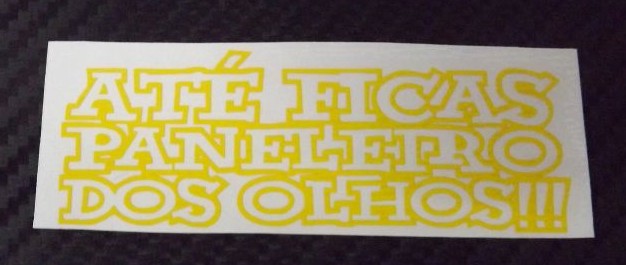 ATÉ FICAS
PANELEIRO
DOS OLHOS!!!